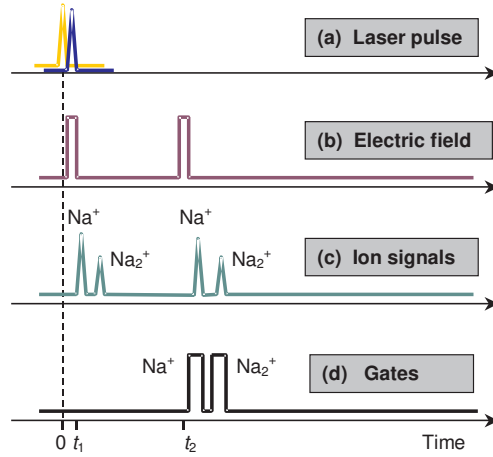 (a) Laser pulse
(b) Electric field
Na⁺ Na⁺
Na₂⁺ Na₂⁺
(c) Ion signals
Na⁺ Na₂⁺
(d) Gates
0 t₁ t₂ Time